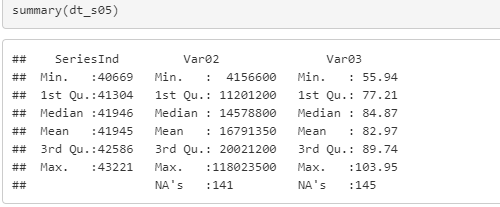 summary(dt_s05)
##    SeriesInd         Var02               Var03
##  Min.   :40669   Min.   :  4156600   Min.   : 55.94
##  1st Qu.:41304   1st Qu.: 11201200   1st Qu.: 77.21
##  Median :41946   Median : 14578800   Median : 84.87
##  Mean   :41945   Mean   : 16791350   Mean   : 82.97
##  3rd Qu.:42586   3rd Qu.: 20021200   3rd Qu.: 89.74
##  Max.   :43221   Max.   :118023500   Max.   :103.95
##                  NA's   :141         NA's   :145